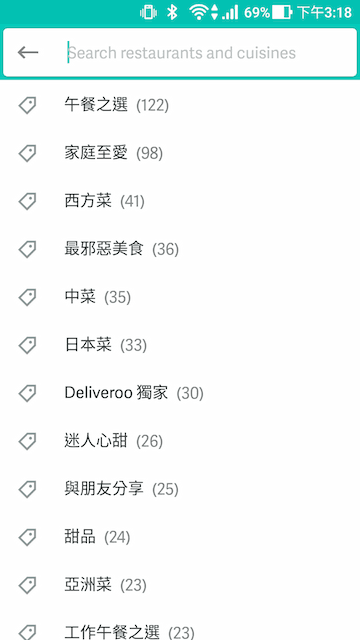 69% 下午3:18
Search restaurants and cuisines
午餐之選 (122)
家庭至愛 (98)
西方菜 (41)
最邪惡美食 (36)
中菜 (35)
日本菜 (33)
Deliveroo 獨家 (30)
迷人心甜 (26)
與朋友分享 (25)
甜品 (24)
亞洲菜 (23)
工作午餐之選 (23)